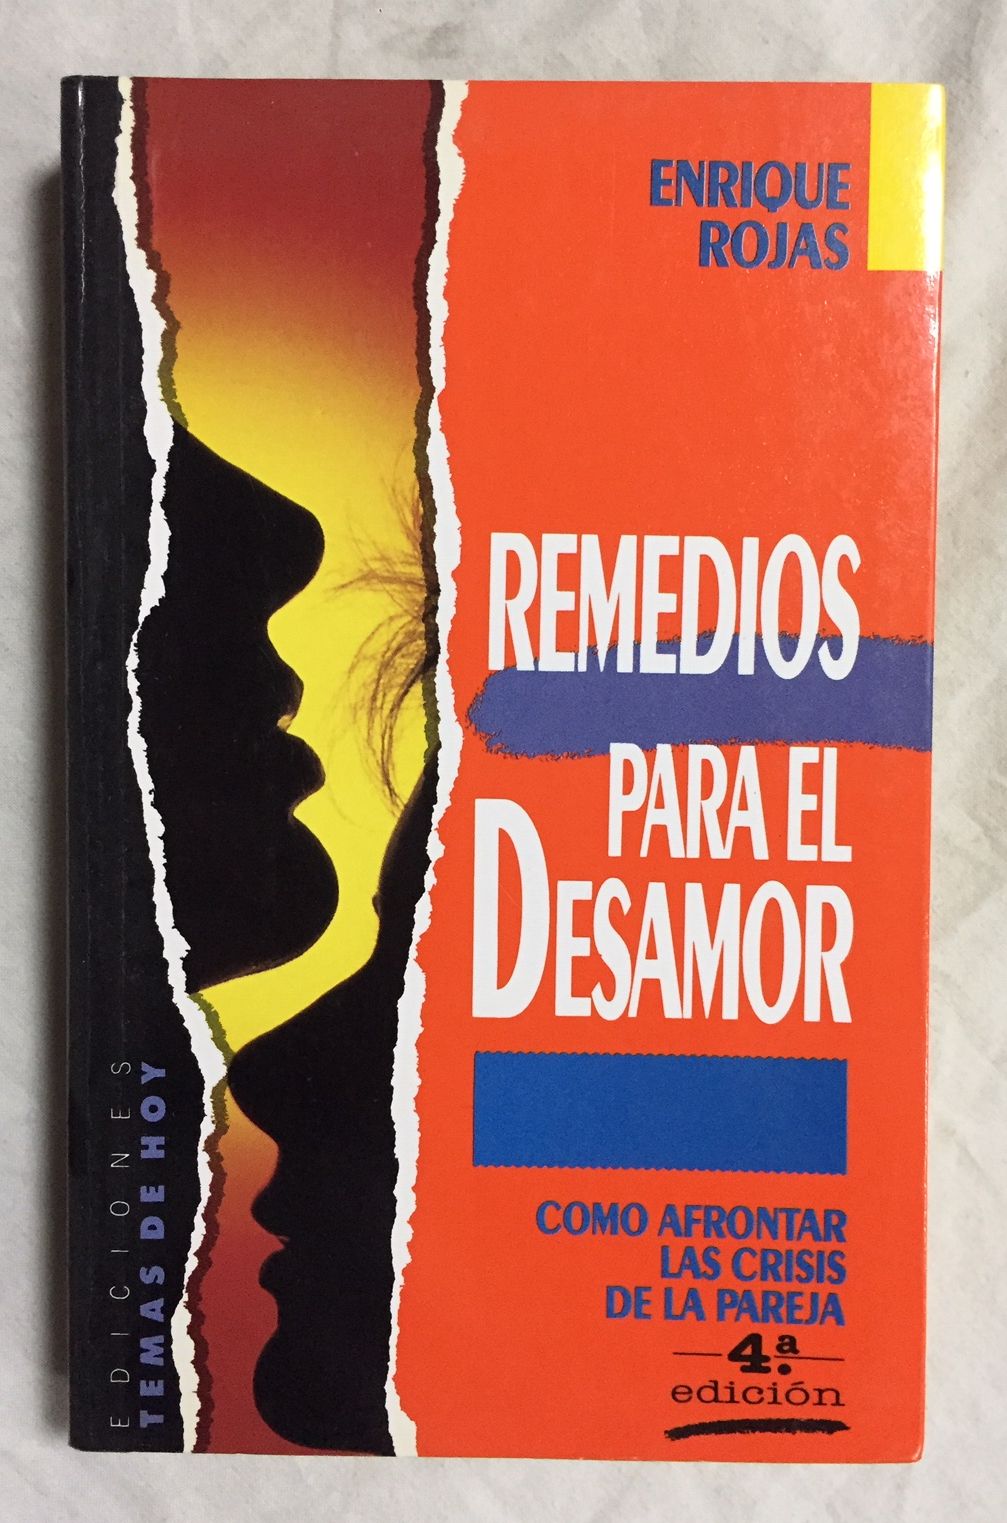 ENRIQUE
ROJAS
REMEDIOS
PARA EL
DESAMOR
COMO AFRONTAR
LAS CRISIS
DE LA PAREJA
4.ª
edición
EDICIONES
TEMAS DE HOY